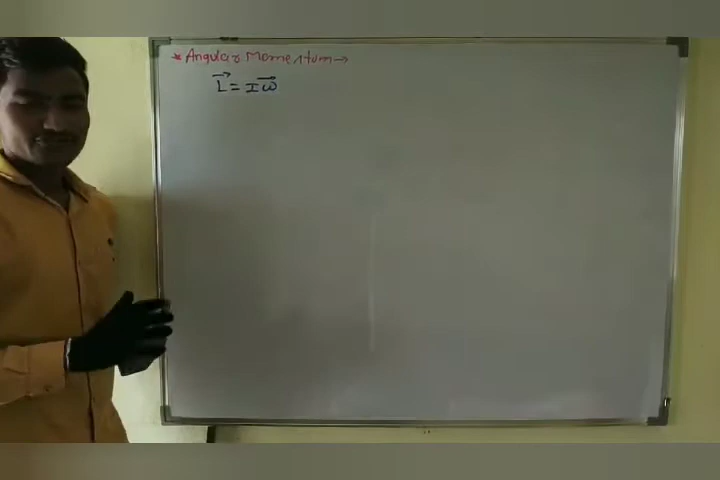 * Angular Momentum →
L⃗ = I ω⃗